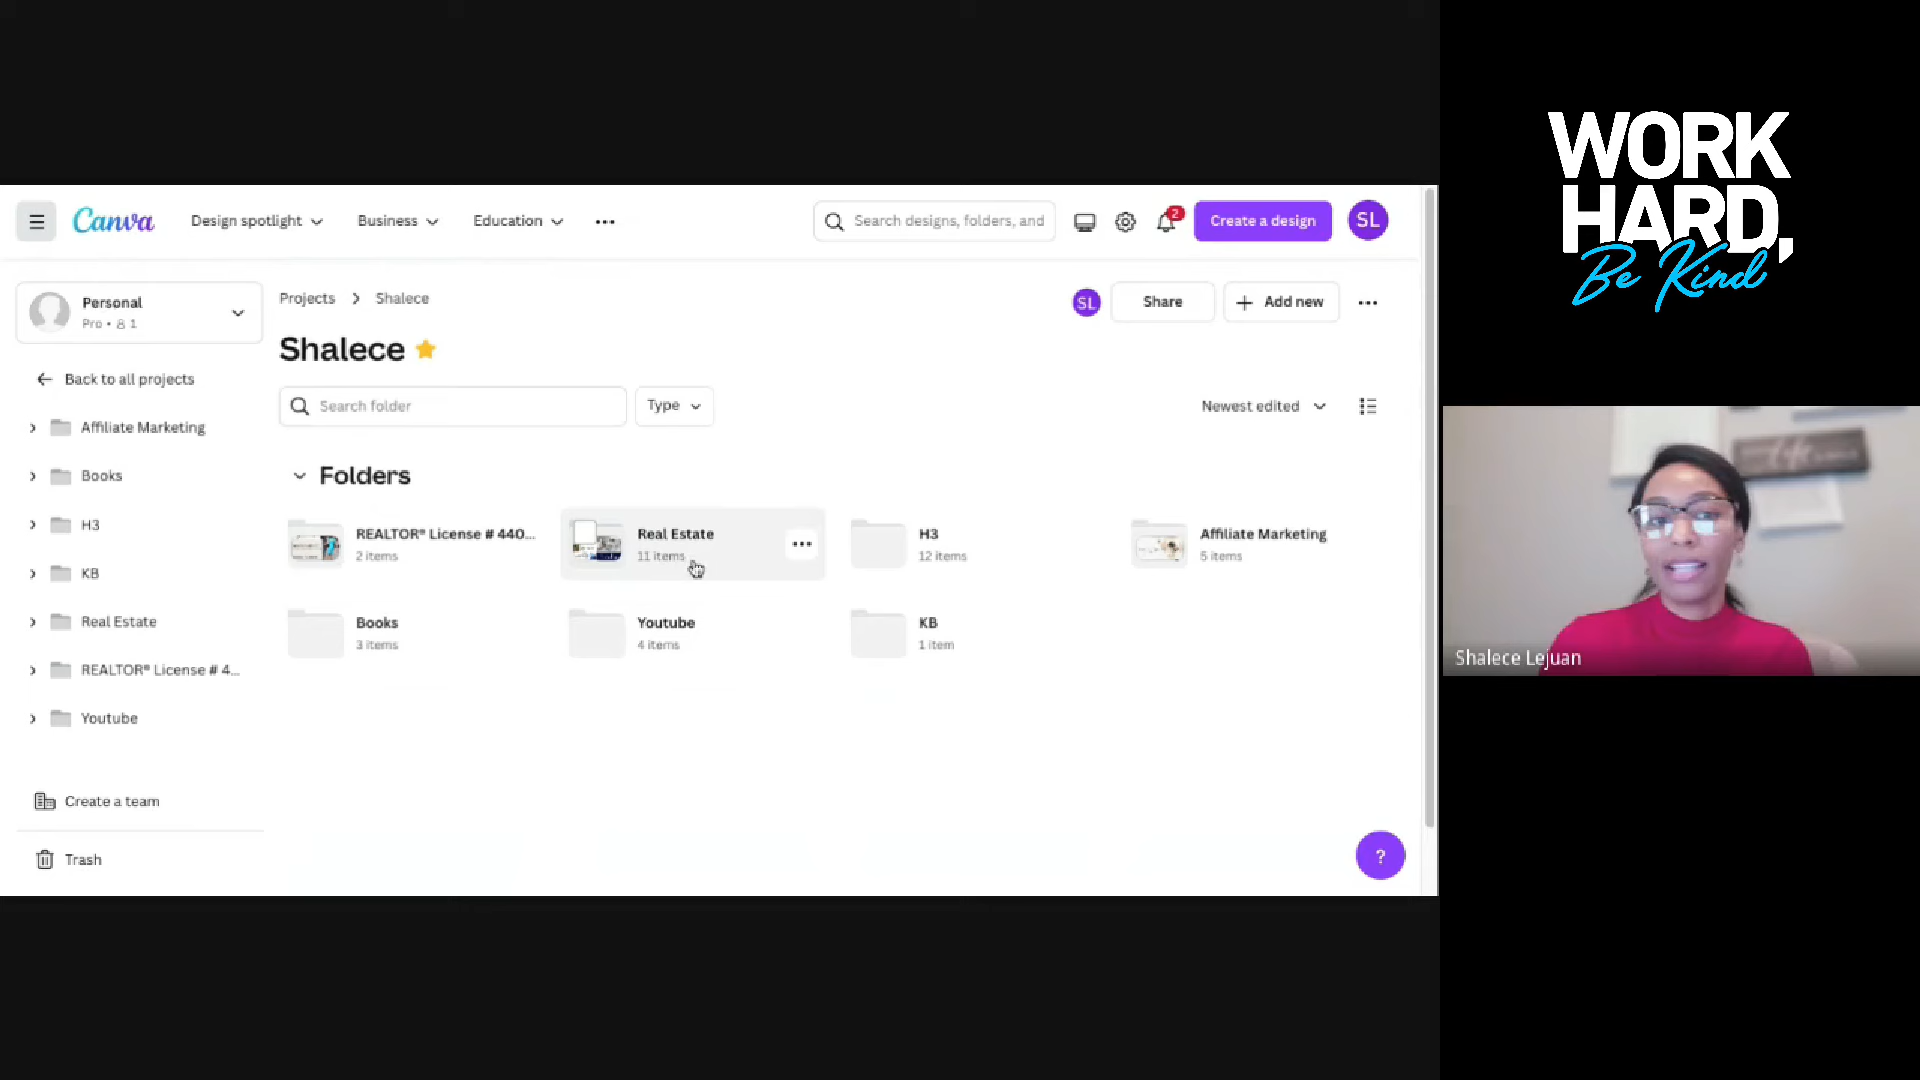 Canva
Design spotlight
Business
Education
Search designs, folders, and
2
Create a design
SL
Personal
Pro • 1
Back to all projects
Affiliate Marketing
Books
H3
KB
Real Estate
REALTOR® License # 4...
Youtube
Create a team
Trash
Projects > Shalece
SL
Share
Add new
Shalece
Search folder
Type
Newest edited
Folders
REALTOR® License # 440...
2 items
Real Estate
11 items
H3
12 items
Affiliate Marketing
5 items
Books
3 items
Youtube
4 items
KB
1 item
?
WORK
HARD,
Be Kind
Shalece Lejuan